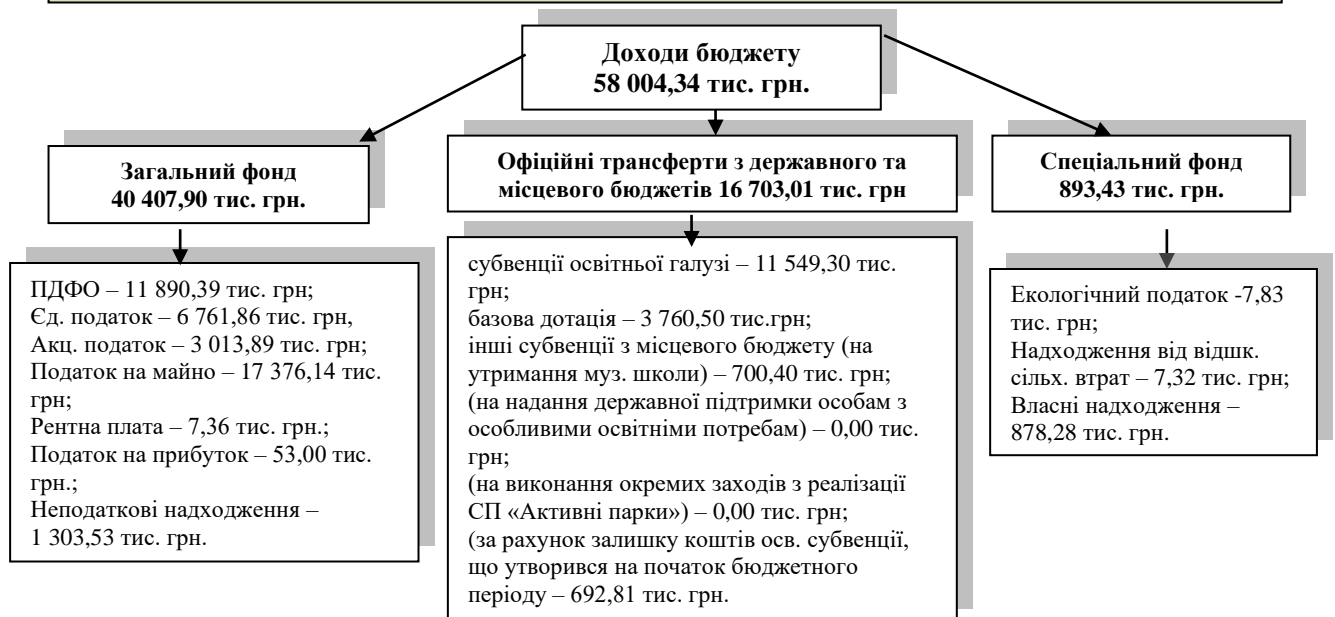 Доходи бюджету
58 004,34 тис. грн.
Загальний фонд
40 407,90 тис. грн.
Офіційні трансферти з державного та
місцевого бюджетів 16 703,01 тис. грн
Спеціальний фонд
893,43 тис. грн.
ПДФО – 11 890,39 тис. грн;
Єд. податок – 6 761,86 тис. грн,
Акц. податок – 3 013,89 тис. грн;
Податок на майно – 17 376,14 тис.
грн;
Рентна плата – 7,36 тис. грн.;
Податок на прибуток – 53,00 тис.
грн.;
Неподаткові надходження –
1 303,53 тис. грн.
субвенції освітньої галузі – 11 549,30 тис.
грн;
базова дотація – 3 760,50 тис.грн;
інші субвенції з місцевого бюджету (на
утримання муз. школи) – 700,40 тис. грн;
(на надання державної підтримки особам з
особливими освітніми потребам) – 0,00 тис.
грн;
(на виконання окремих заходів з реалізації
СП «Активні парки») – 0,00 тис. грн;
(за рахунок залишку коштів осв. субвенції,
що утворився на початок бюджетного
періоду – 692,81 тис. грн.
Екологічний податок -7,83
тис. грн;
Надходження від відшк.
сільх. втрат – 7,32 тис. грн;
Власні надходження –
878,28 тис. грн.